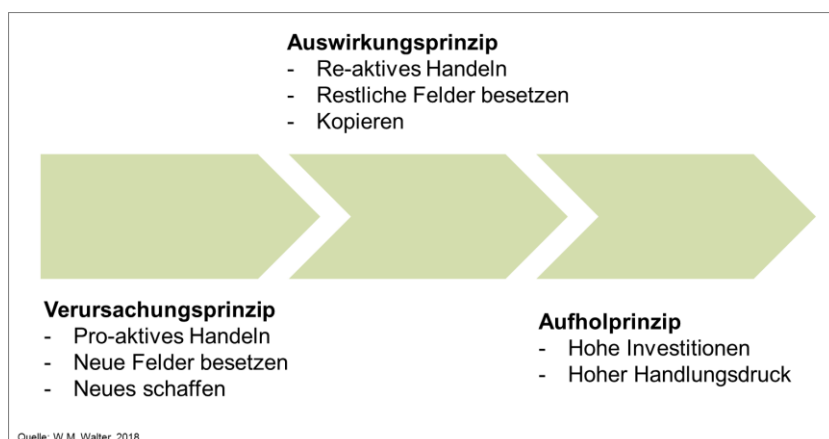 Auswirkungsprinzip
- Re-aktives Handeln
- Restliche Felder besetzen
- Kopieren
Verursachungsprinzip
- Pro-aktives Handeln
- Neue Felder besetzen
- Neues schaffen
Aufholprinzip
- Hohe Investitionen
- Hoher Handlungsdruck
Quelle: W.M. Walter, 2018